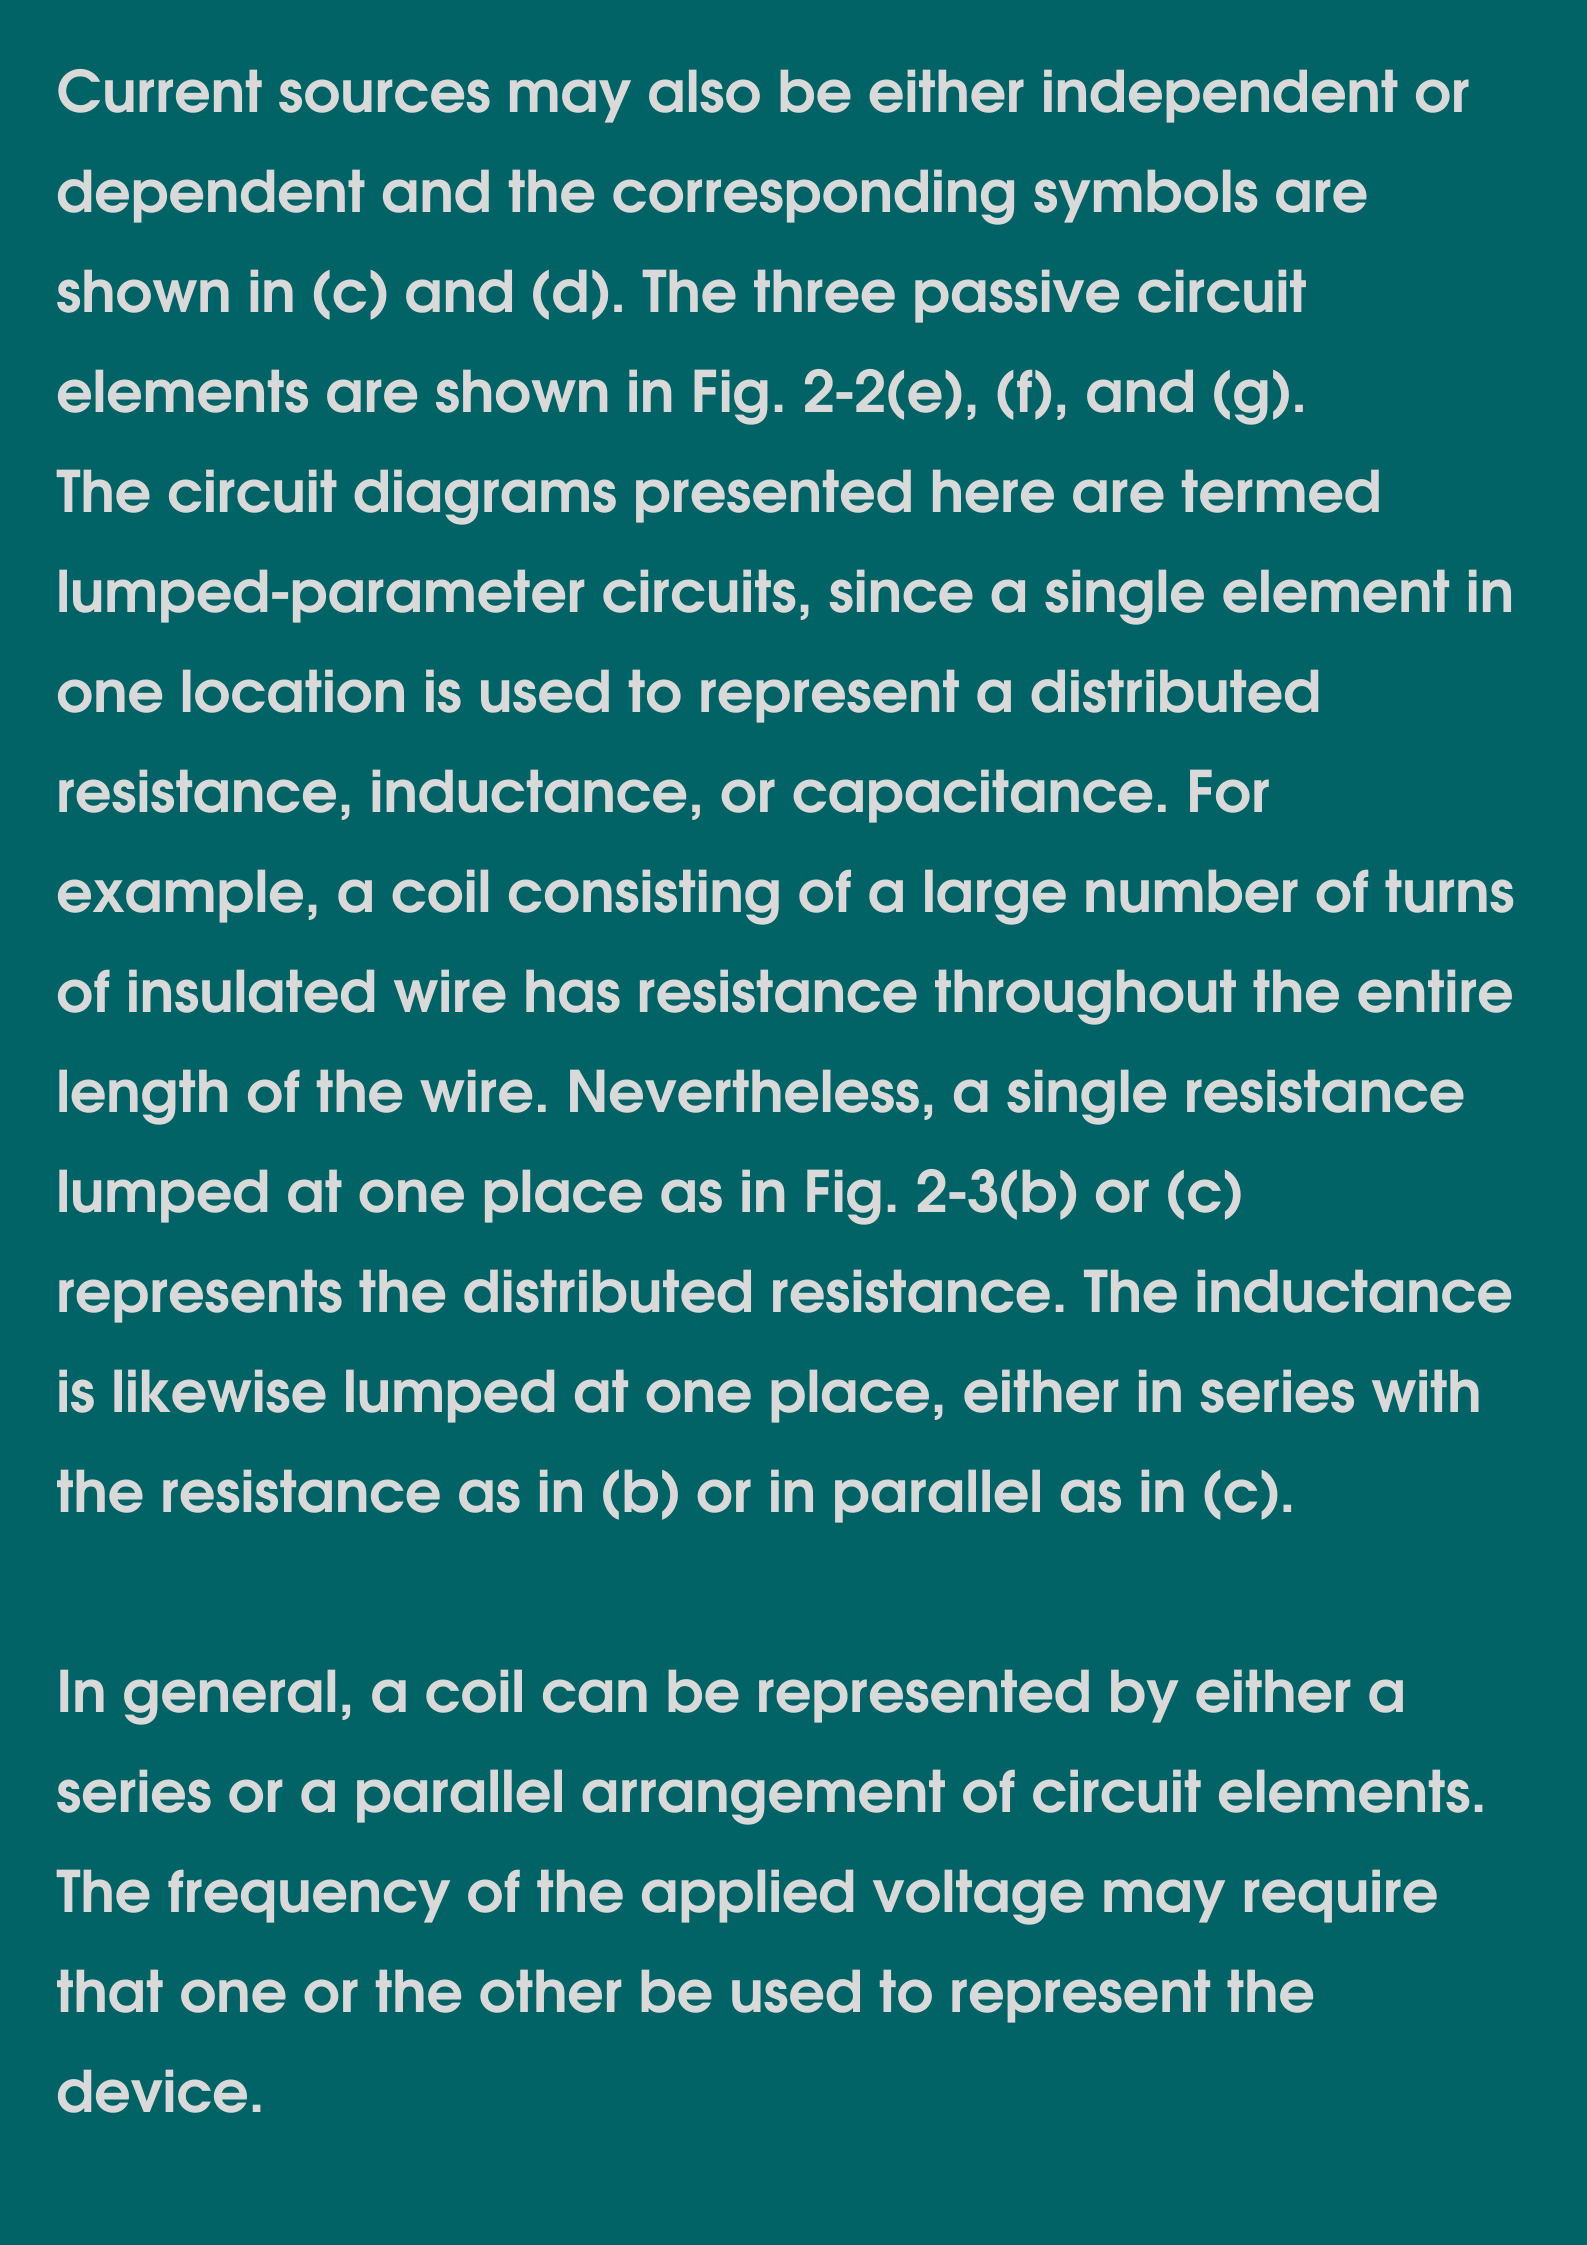 Current sources may also be either independent or
dependent and the corresponding symbols are
shown in (c) and (d). The three passive circuit
elements are shown in Fig. 2-2(e), (f), and (g).
The circuit diagrams presented here are termed
lumped-parameter circuits, since a single element in
one location is used to represent a distributed
resistance, inductance, or capacitance. For
example, a coil consisting of a large number of turns
of insulated wire has resistance throughout the entire
length of the wire. Nevertheless, a single resistance
lumped at one place as in Fig. 2-3(b) or (c)
represents the distributed resistance. The inductance
is likewise lumped at one place, either in series with
the resistance as in (b) or in parallel as in (c).
In general, a coil can be represented by either a
series or a parallel arrangement of circuit elements.
The frequency of the applied voltage may require
that one or the other be used to represent the
device.